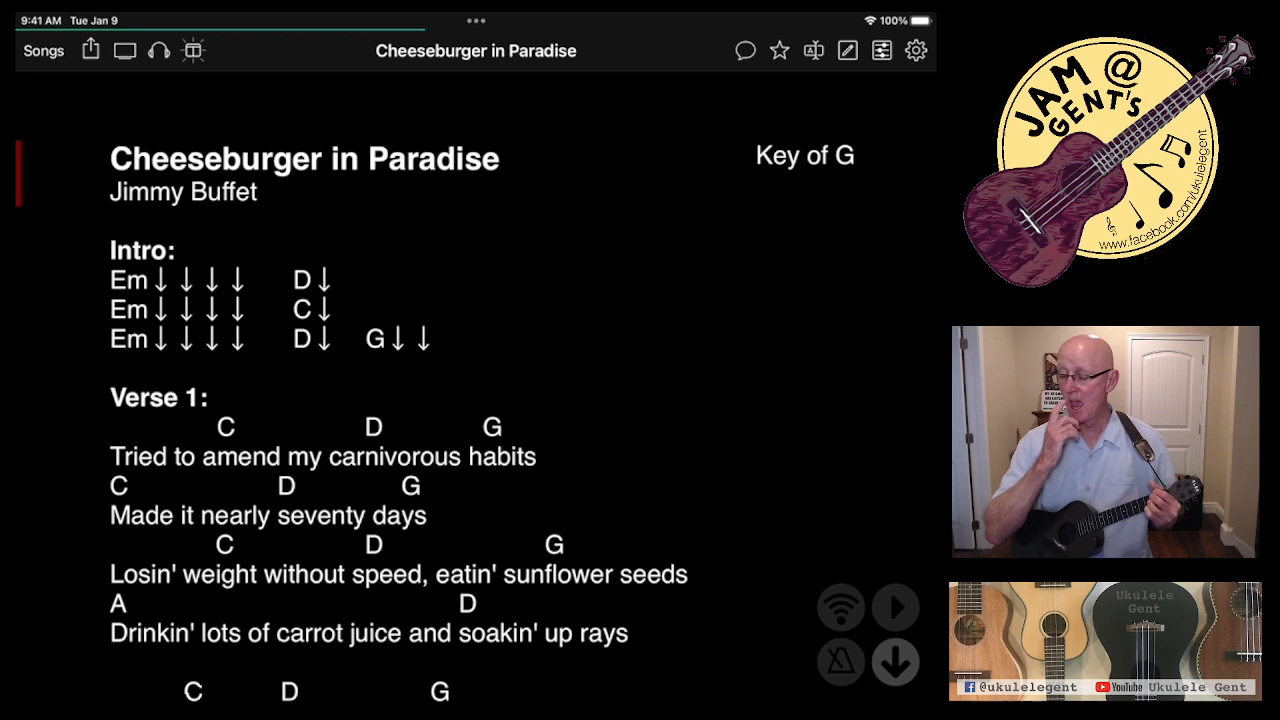 9:41 AM Tue Jan 9
100%
Songs
Cheeseburger in Paradise
Cheeseburger in Paradise
Key of G
Jimmy Buffet
Intro:
Em↓ ↓ ↓ ↓ D↓
Em↓ ↓ ↓ ↓ C↓
Em↓ ↓ ↓ ↓ D↓ G↓ ↓
Verse 1:
C D G
Tried to amend my carnivorous habits
C D G
Made it nearly seventy days
C D G
Losin' weight without speed, eatin' sunflower seeds
A D
Drinkin' lots of carrot juice and soakin' up rays
C D G
JAM @
GENT'S
www.facebook.com/ukulelegent
Ukulele
Gent
@ukulelegent YouTube Ukulele Gent